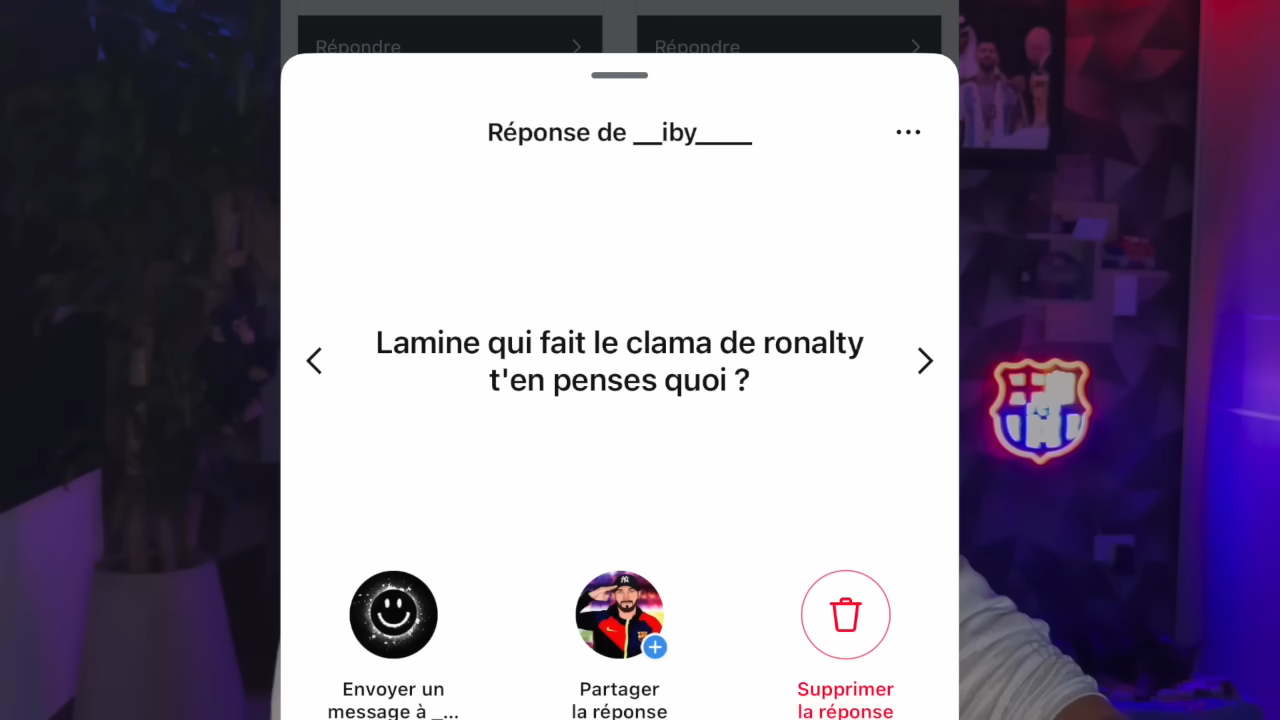 Répondre
Répondre
Réponse de __iby____
Lamine qui fait le clama de ronalty
t'en penses quoi ?
Envoyer un
message à _...
Partager
la réponse
Supprimer
la réponse